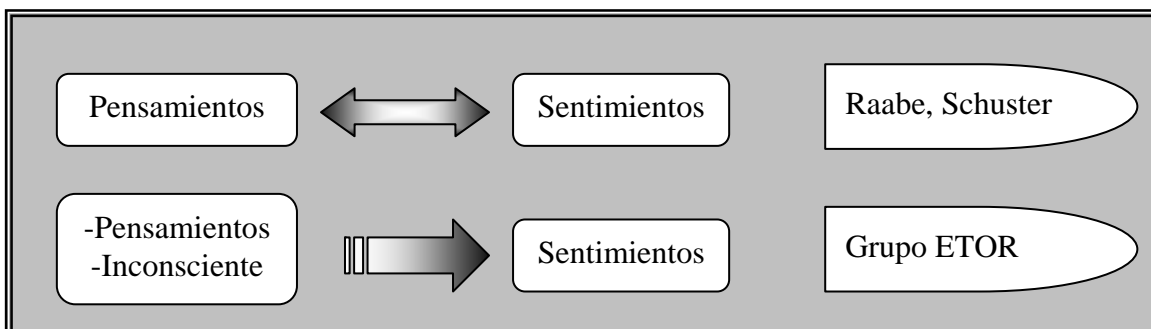 Pensamientos
Sentimientos
Raabe, Schuster
-Pensamientos
-Inconsciente
Sentimientos
Grupo ETOR